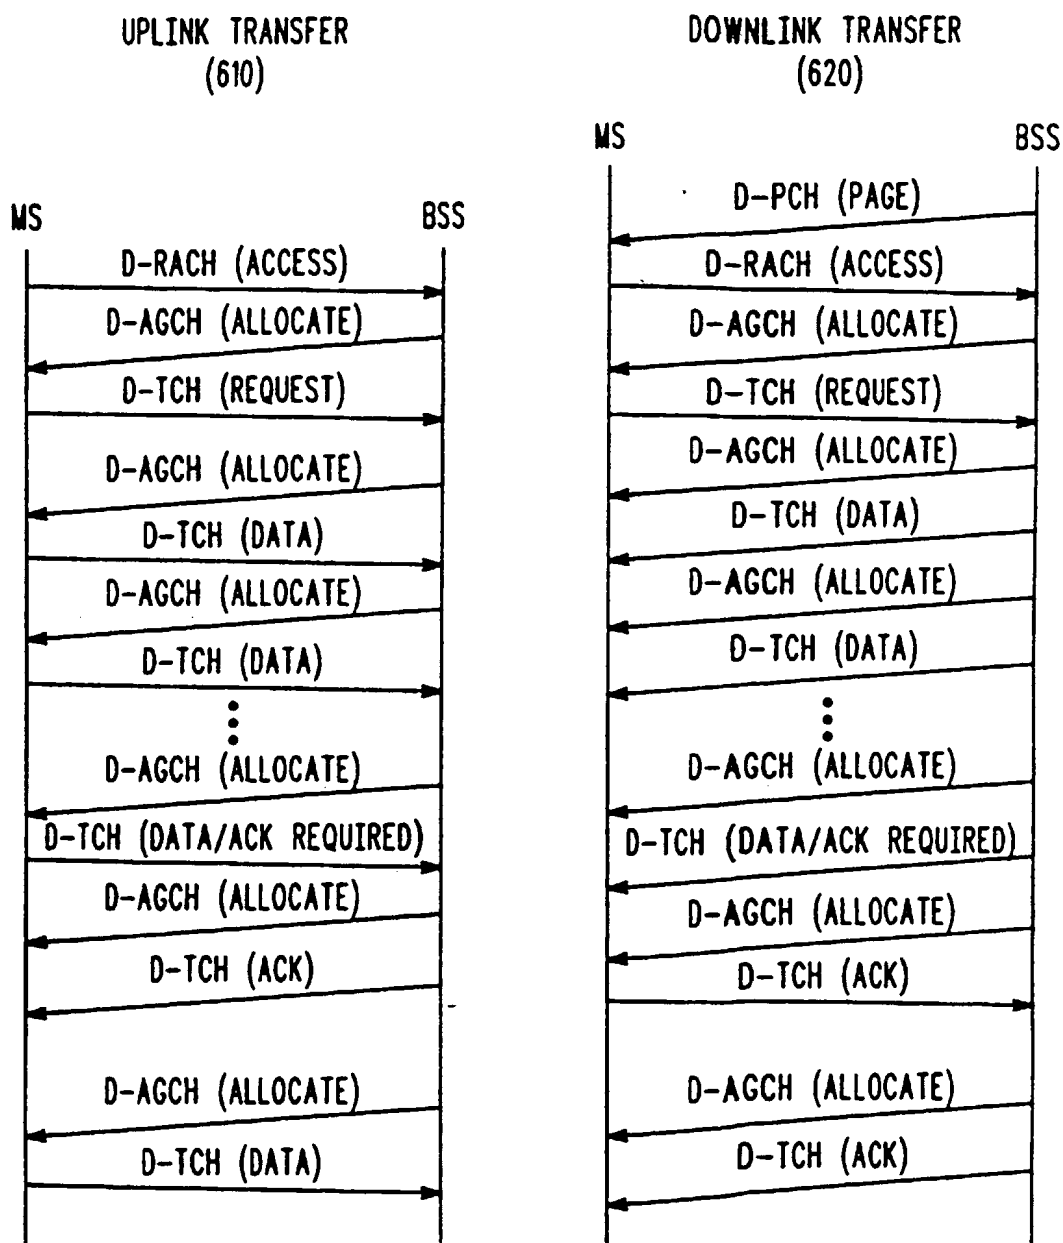 UPLINK TRANSFER
(610)
MS
BSS
D-RACH (ACCESS)
D-AGCH (ALLOCATE)
D-TCH (REQUEST)
D-AGCH (ALLOCATE)
D-TCH (DATA)
D-AGCH (ALLOCATE)
D-TCH (DATA)
D-AGCH (ALLOCATE)
D-TCH (DATA/ACK REQUIRED)
D-AGCH (ALLOCATE)
D-TCH (ACK)
D-AGCH (ALLOCATE)
D-TCH (DATA)
DOWNLINK TRANSFER
(620)
MS
BSS
D-PCH (PAGE)
D-RACH (ACCESS)
D-AGCH (ALLOCATE)
D-TCH (REQUEST)
D-AGCH (ALLOCATE)
D-TCH (DATA)
D-AGCH (ALLOCATE)
D-TCH (DATA)
D-AGCH (ALLOCATE)
D-TCH (DATA/ACK REQUIRED)
D-AGCH (ALLOCATE)
D-TCH (ACK)
D-AGCH (ALLOCATE)
D-TCH (ACK)